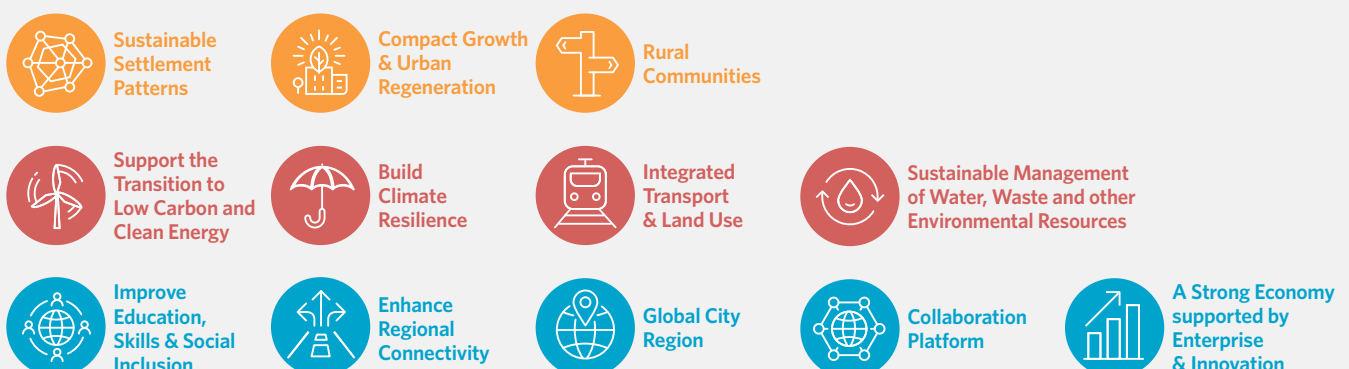 Sustainable
Settlement
Patterns
Compact Growth
& Urban
Regeneration
Rural
Communities
Support the
Transition to
Low Carbon and
Clean Energy
Build
Climate
Resilience
Integrated
Transport
& Land Use
Sustainable Management
of Water, Waste and other
Environmental Resources
Improve
Education,
Skills & Social
Inclusion
Enhance
Regional
Connectivity
Global City
Region
Collaboration
Platform
A Strong Economy
supported by
Enterprise
& Innovation